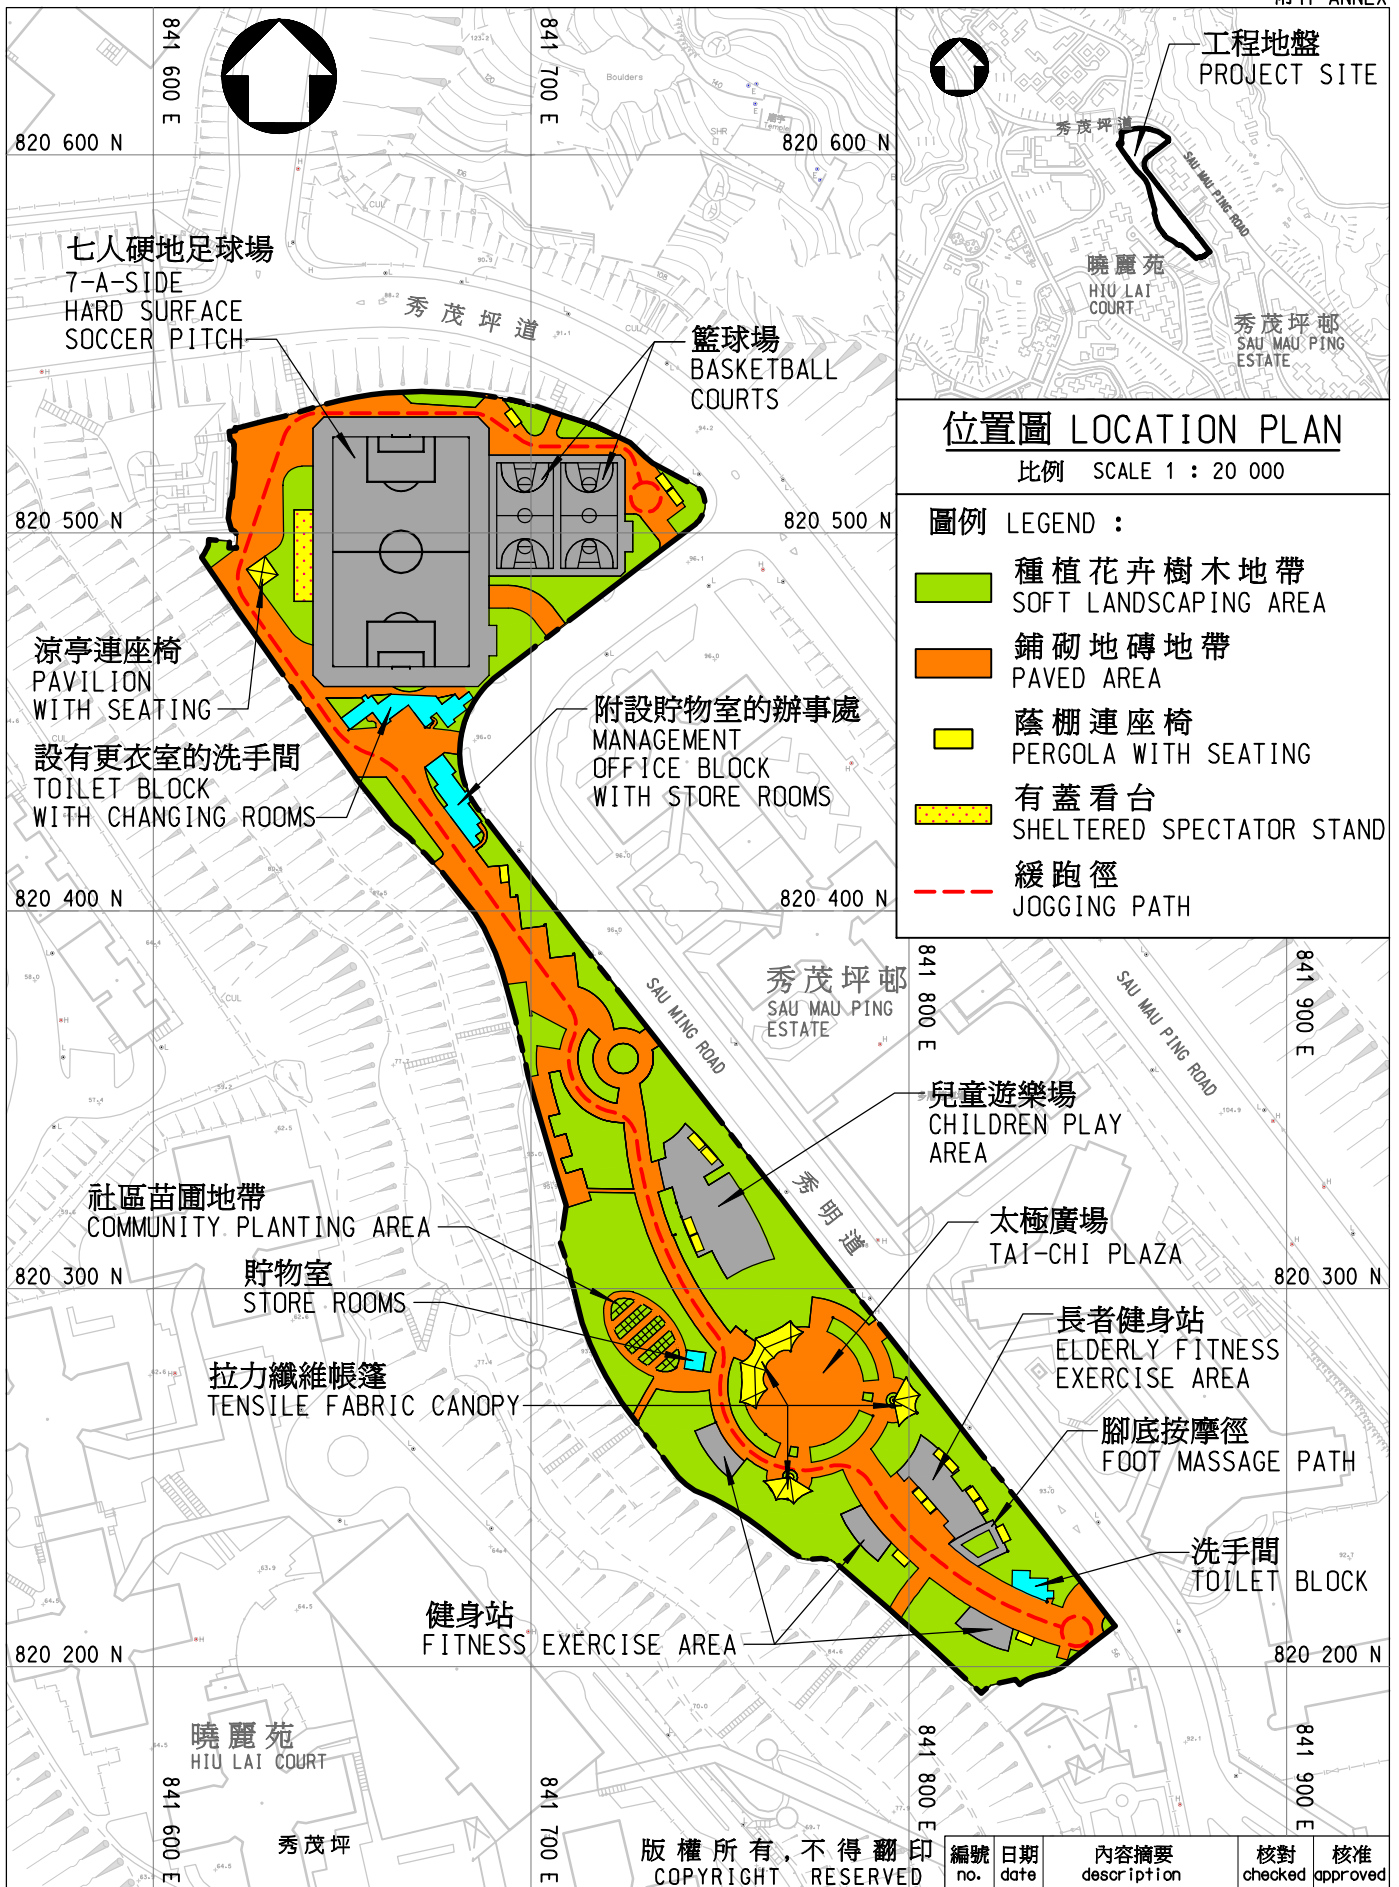 841 600 E
841 700 E
820 600 N
820 600 N
Boulders
Temple
SHR
CUL
工程地盤
PROJECT SITE
秀茂坪道
SAU MAU PING ROAD
曉麗苑
HIU LAI
COURT
秀茂坪邨
SAU MAU PING
ESTATE
位置圖 LOCATION PLAN
比例 SCALE 1 : 20 000
圖例 LEGEND :
種植花卉樹木地帶
SOFT LANDSCAPING AREA
鋪砌地磚地帶
PAVED AREA
蔭棚連座椅
PERGOLA WITH SEATING
有蓋看台
SHELTERED SPECTATOR STAND
緩跑徑
JOGGING PATH
七人硬地足球場
7-A-SIDE
HARD SURFACE
SOCCER PITCH
秀茂坪道
CUL
籃球場
BASKETBALL
COURTS
820 500 N
820 500 N
涼亭連座椅
PAVILION
WITH SEATING
設有更衣室的洗手間
TOILET BLOCK
WITH CHANGING ROOMS
附設貯物室的辦事處
MANAGEMENT
OFFICE BLOCK
WITH STORE ROOMS
820 400 N
820 400 N
CUL
SAU MING ROAD
秀茂坪邨
SAU MAU PING
ESTATE
841 800 E
841 900 E
SAU MAU PING ROAD
兒童遊樂場
CHILDREN PLAY
AREA
秀明道
社區苗圃地帶
COMMUNITY PLANTING AREA
太極廣場
TAI-CHI PLAZA
820 300 N
820 300 N
貯物室
STORE ROOMS
長者健身站
ELDERLY FITNESS
EXERCISE AREA
拉力纖維帳篷
TENSILE FABRIC CANOPY
腳底按摩徑
FOOT MASSAGE PATH
洗手間
TOILET BLOCK
健身站
FITNESS EXERCISE AREA
820 200 N
820 200 N
曉麗苑
HIU LAI COURT
841 600 E
841 700 E
841 800 E
841 900 E
秀茂坪
版權所有,不得翻印
COPYRIGHT RESERVED
編號
no.
日期
date
內容摘要
description
核對
checked
核准
approved